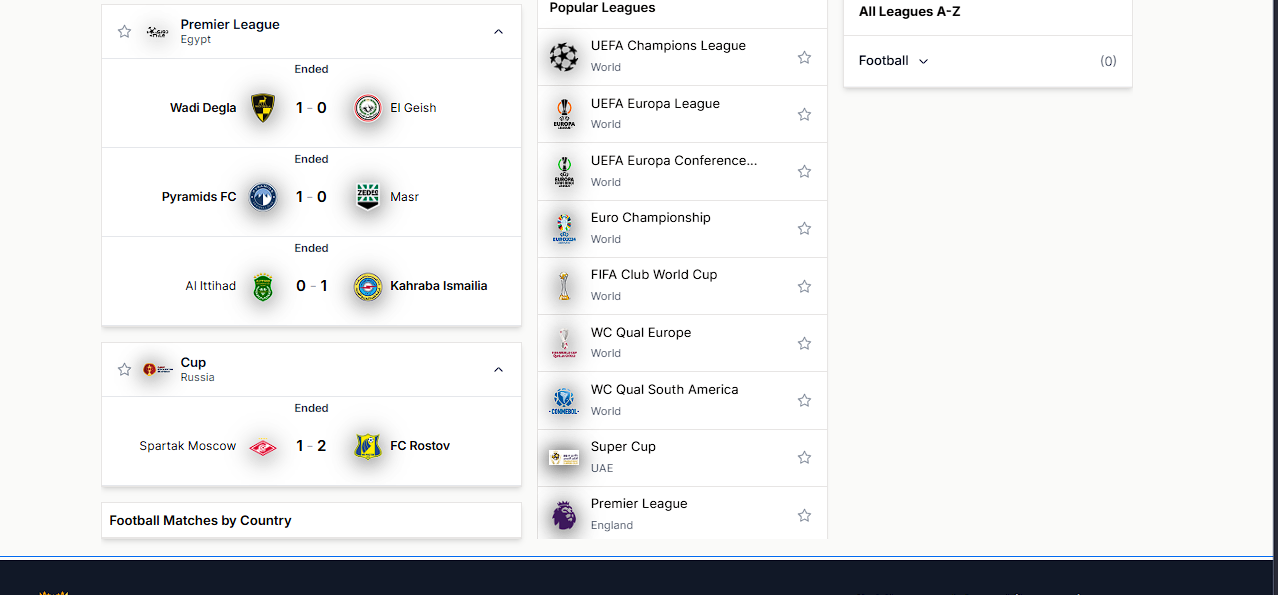 Premier League
Egypt
Ended
Wadi Degla 1 - 0 El Geish
Ended
Pyramids FC 1 - 0 Masr
Ended
Al Ittihad 0 - 1 Kahraba Ismailia
Cup
Russia
Ended
Spartak Moscow 1 - 2 FC Rostov
Football Matches by Country
Popular Leagues
UEFA Champions League
World
UEFA Europa League
World
UEFA Europa Conference...
World
Euro Championship
World
FIFA Club World Cup
World
WC Qual Europe
World
WC Qual South America
World
Super Cup
UAE
Premier League
England
All Leagues A-Z
Football (0)